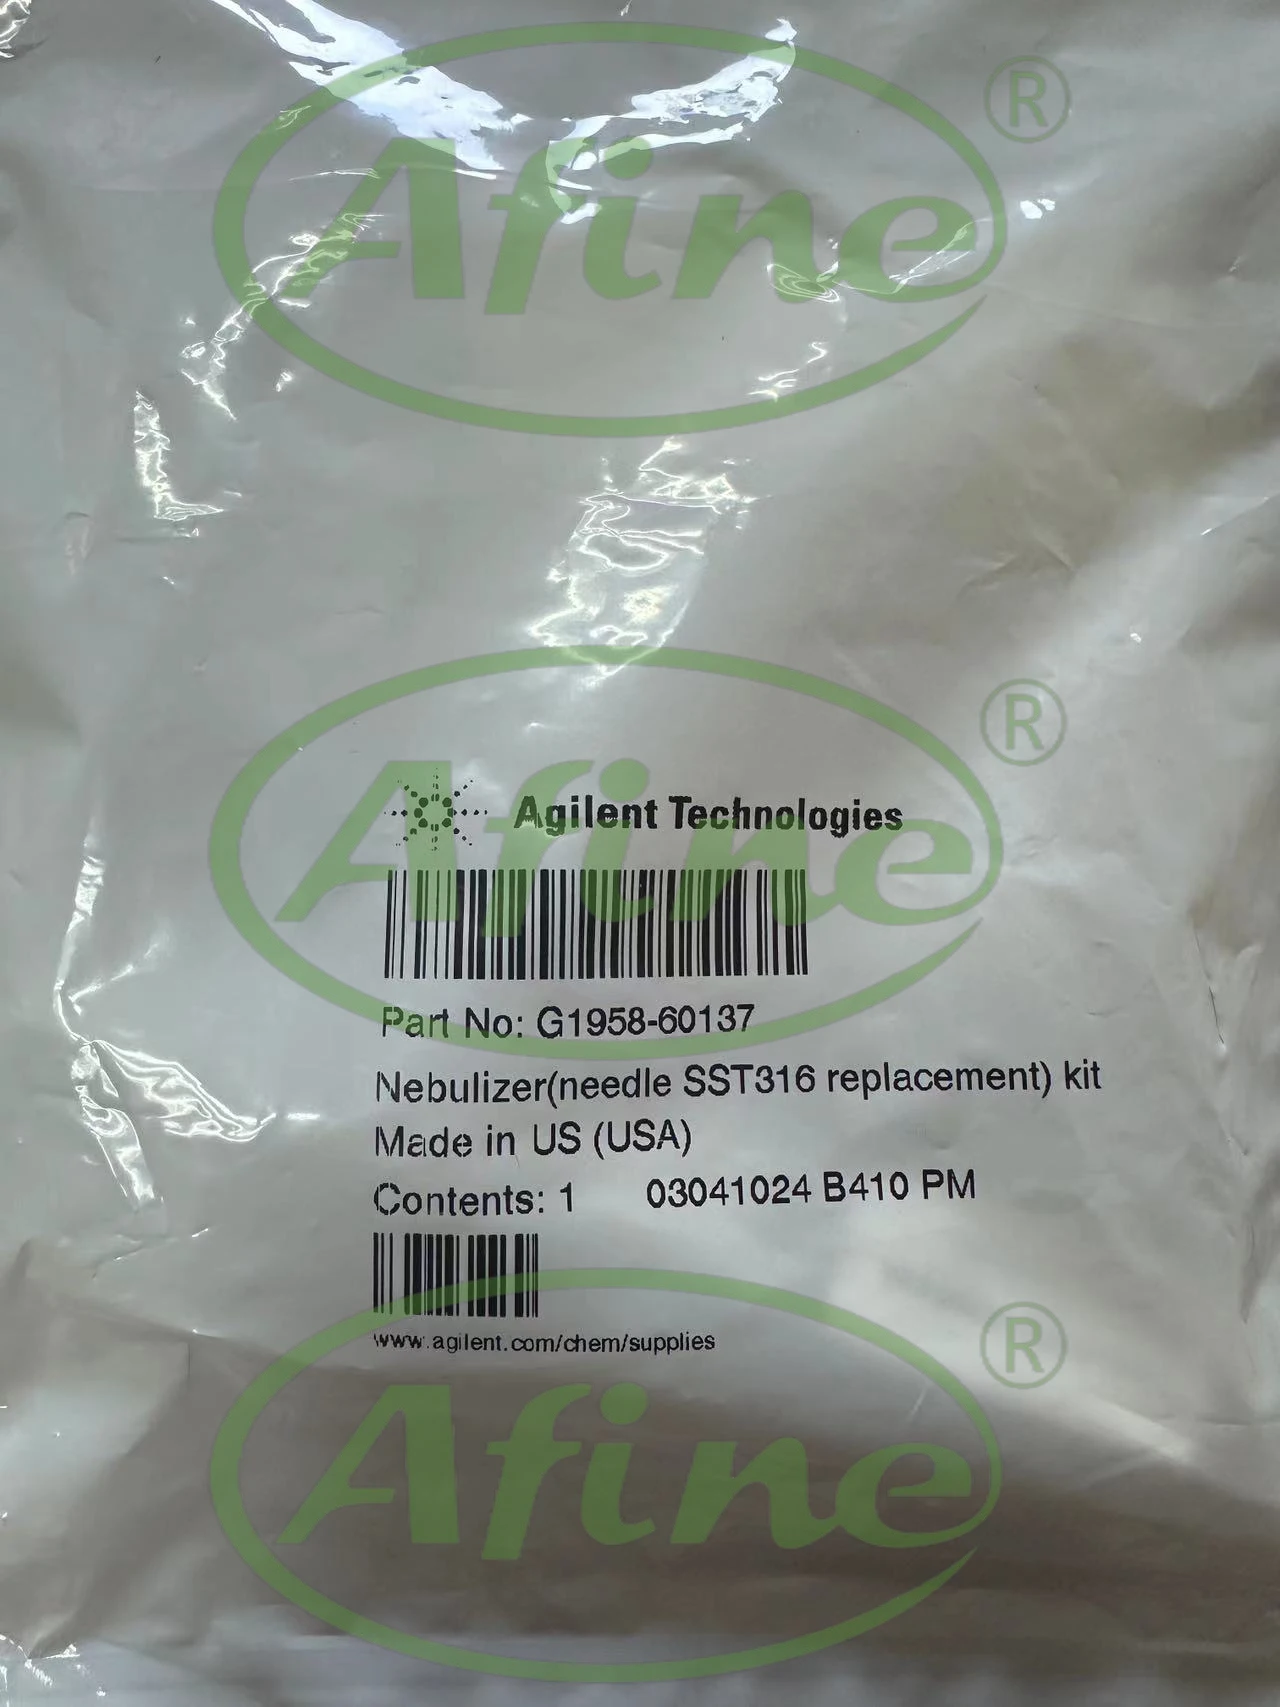 Afine ®
Afine ®
Agilent Technologies
Part No: G1958-60137
Nebulizer(needle SST316 replacement) kit
Made in US (USA)
Contents: 1 03041024 B410 PM
www.agilent.com/chem/supplies
Afine ®